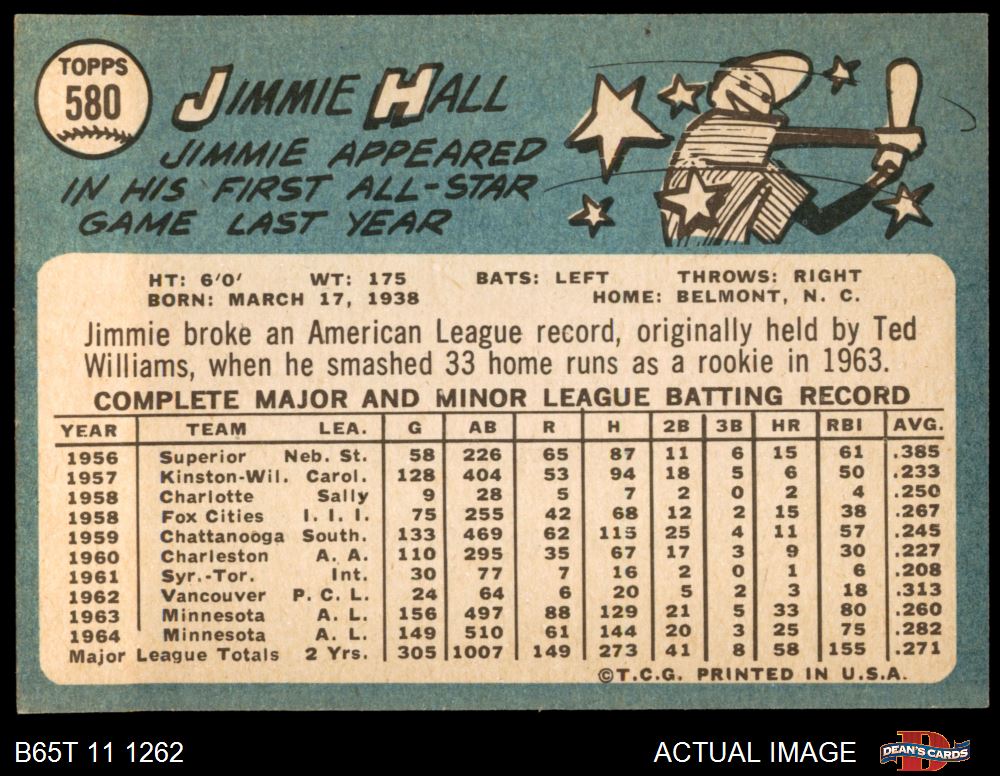 TOPPS
580
JIMMIE HALL
JIMMIE APPEARED
IN HIS FIRST ALL-STAR
GAME LAST YEAR
HT: 6'0' WT: 175 BATS: LEFT THROWS: RIGHT
BORN: MARCH 17, 1938 HOME: BELMONT, N. C.
Jimmie broke an American League record, originally held by Ted
Williams, when he smashed 33 home runs as a rookie in 1963.
COMPLETE MAJOR AND MINOR LEAGUE BATTING RECORD
YEAR TEAM LEA. G AB R H 2B 3B HR RBI AVG.
1956 Superior Neb. St. 58 226 65 87 11 6 15 61 .385
1957 Kinston-Wil. Carol. 128 404 53 94 18 5 6 50 .233
1958 Charlotte Sally 9 28 5 7 2 0 2 4 .250
1958 Fox Cities I. I. I. 75 255 42 68 12 2 15 38 .267
1959 Chattanooga South. 133 469 62 115 25 4 11 57 .245
1960 Charleston A. A. 110 295 35 67 17 3 9 30 .227
1961 Syr.-Tor. Int. 30 77 7 16 2 0 1 6 .208
1962 Vancouver P. C. L. 24 64 6 20 5 2 3 18 .313
1963 Minnesota A. L. 156 497 88 129 21 5 33 80 .260
1964 Minnesota A. L. 149 510 61 144 20 3 25 75 .282
Major League Totals 2 Yrs. 305 1007 149 273 41 8 58 155 .271
©T.C.G. PRINTED IN U.S.A.
B65T 11 1262 ACTUAL IMAGE DEAN'S CARDS